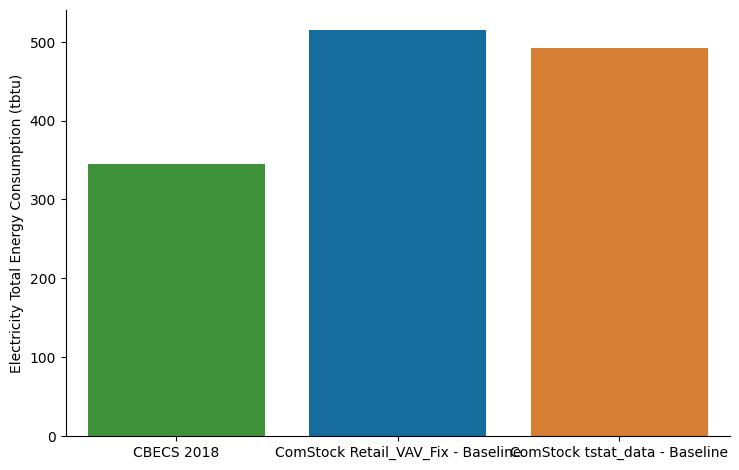 Electricity Total Energy Consumption (tbtu)
500
400
300
200
100
0
CBECS 2018
ComStock Retail_VAV_Fix - Baseline
ComStock tstat_data - Baseline